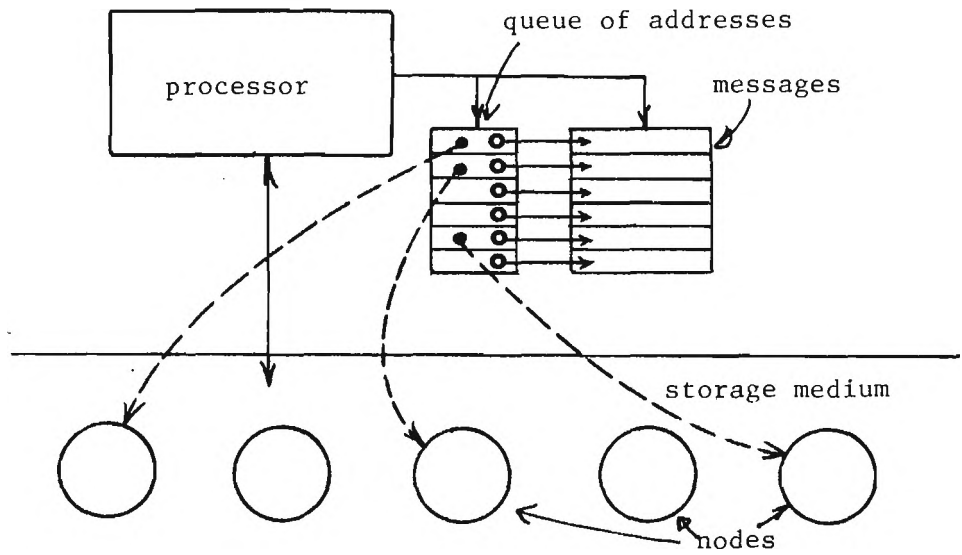 queue of addresses
processor
messages
storage medium
nodes